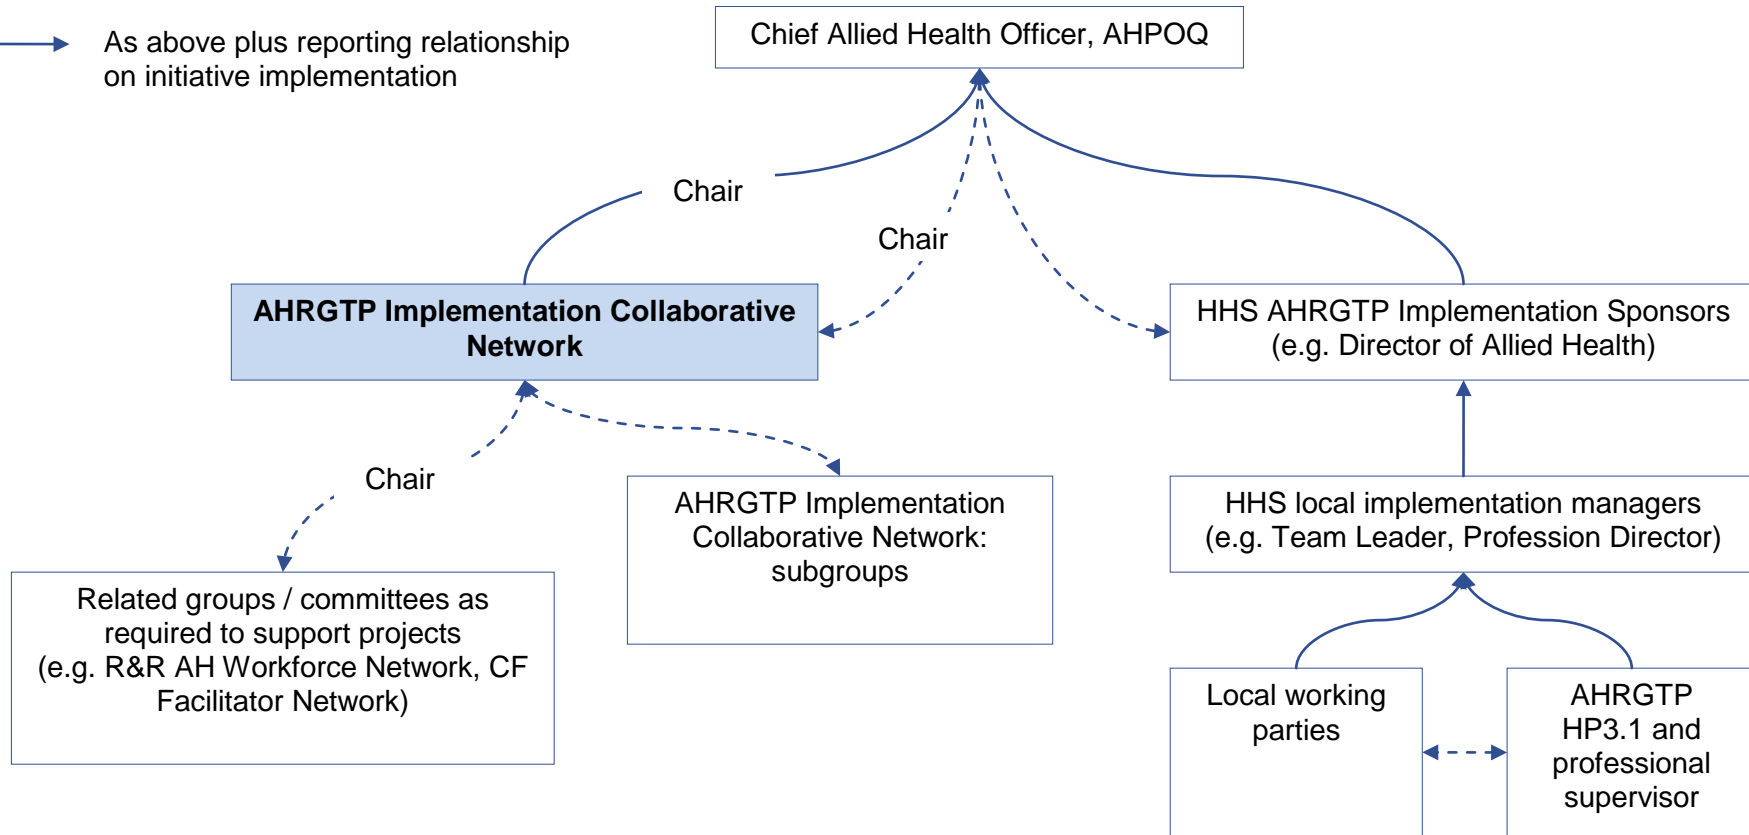 As above plus reporting relationship
on initiative implementation
Chief Allied Health Officer, AHPOQ
Chair
Chair
AHRGTP Implementation Collaborative
Network
HHS AHRGTP Implementation Sponsors
(e.g. Director of Allied Health)
Chair
AHRGTP Implementation
Collaborative Network:
subgroups
HHS local implementation managers
(e.g. Team Leader, Profession Director)
Related groups / committees as
required to support projects
(e.g. R&R AH Workforce Network, CF
Facilitator Network)
Local working
parties
AHRGTP
HP3.1 and
professional
supervisor